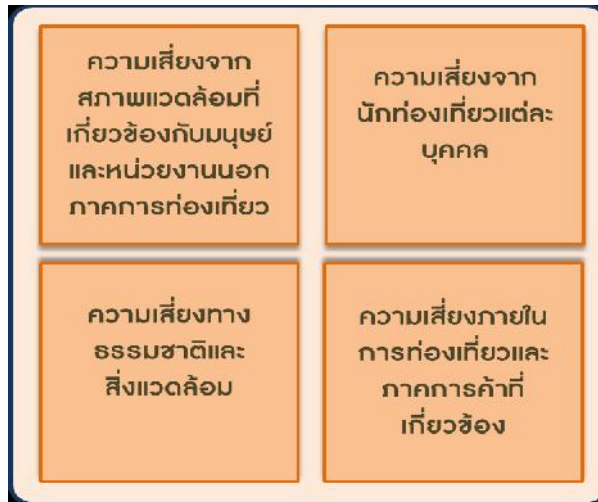 ความเสี่ยงจาก
สภาพแวดล้อมที่
เกี่ยวข้องกับมนุษย์
และหน่วยงานนอก
ภาคการท่องเที่ยว
ความเสี่ยงจาก
นักท่องเที่ยวแต่ละ
บุคคล
ความเสี่ยงทาง
ธรรมชาติและ
สิ่งแวดล้อม
ความเสี่ยงภายใน
การท่องเที่ยวและ
ภาคการค้าที่
เกี่ยวข้อง